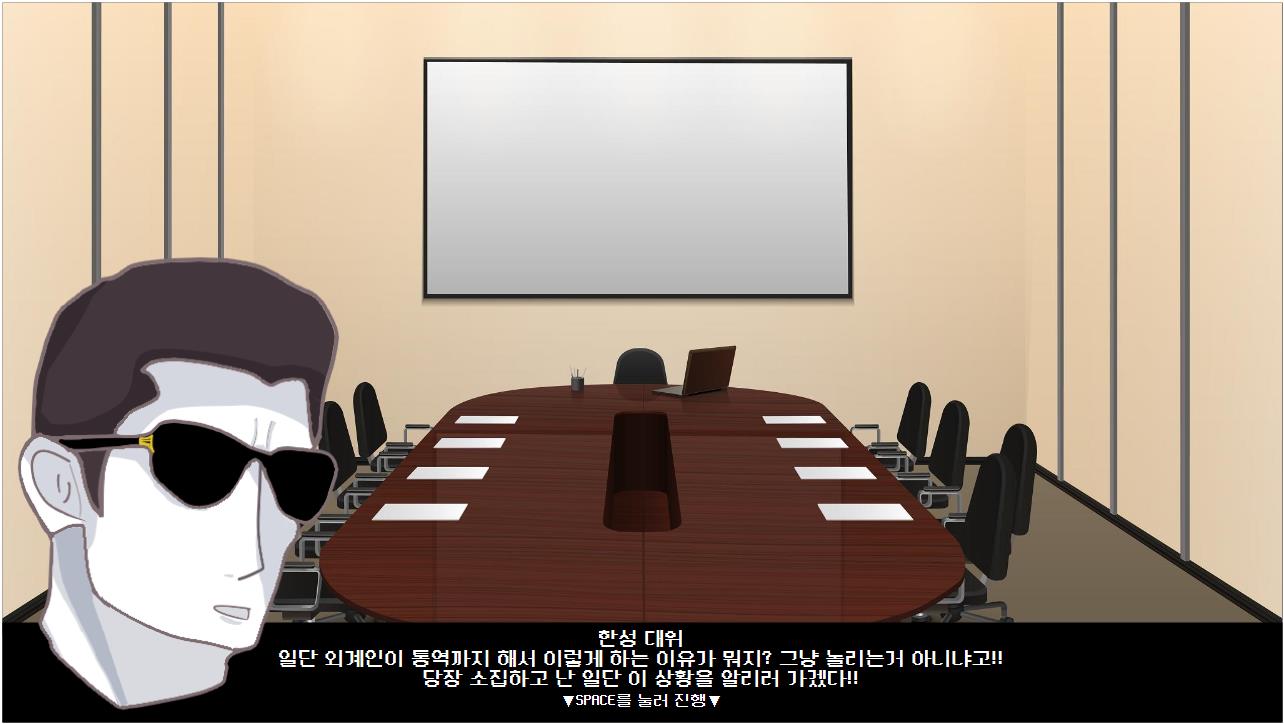 한성 대위
일단 외계인이 통역까지 해서 이렇게 하는 이유가 뭐지? 그냥 놀리는거 아니냐고!!
당장 소집하고 난 일단 이 상황을 알리러 가겠다!!
▼SPACE를 눌러 진행▼